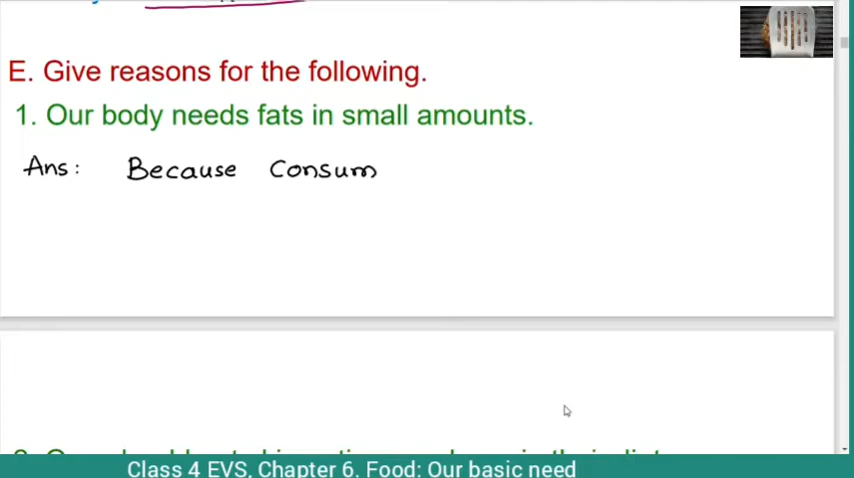 E. Give reasons for the following.
1. Our body needs fats in small amounts.
Ans: Because Consum
Class 4 EVS, Chapter 6. Food: Our basic need